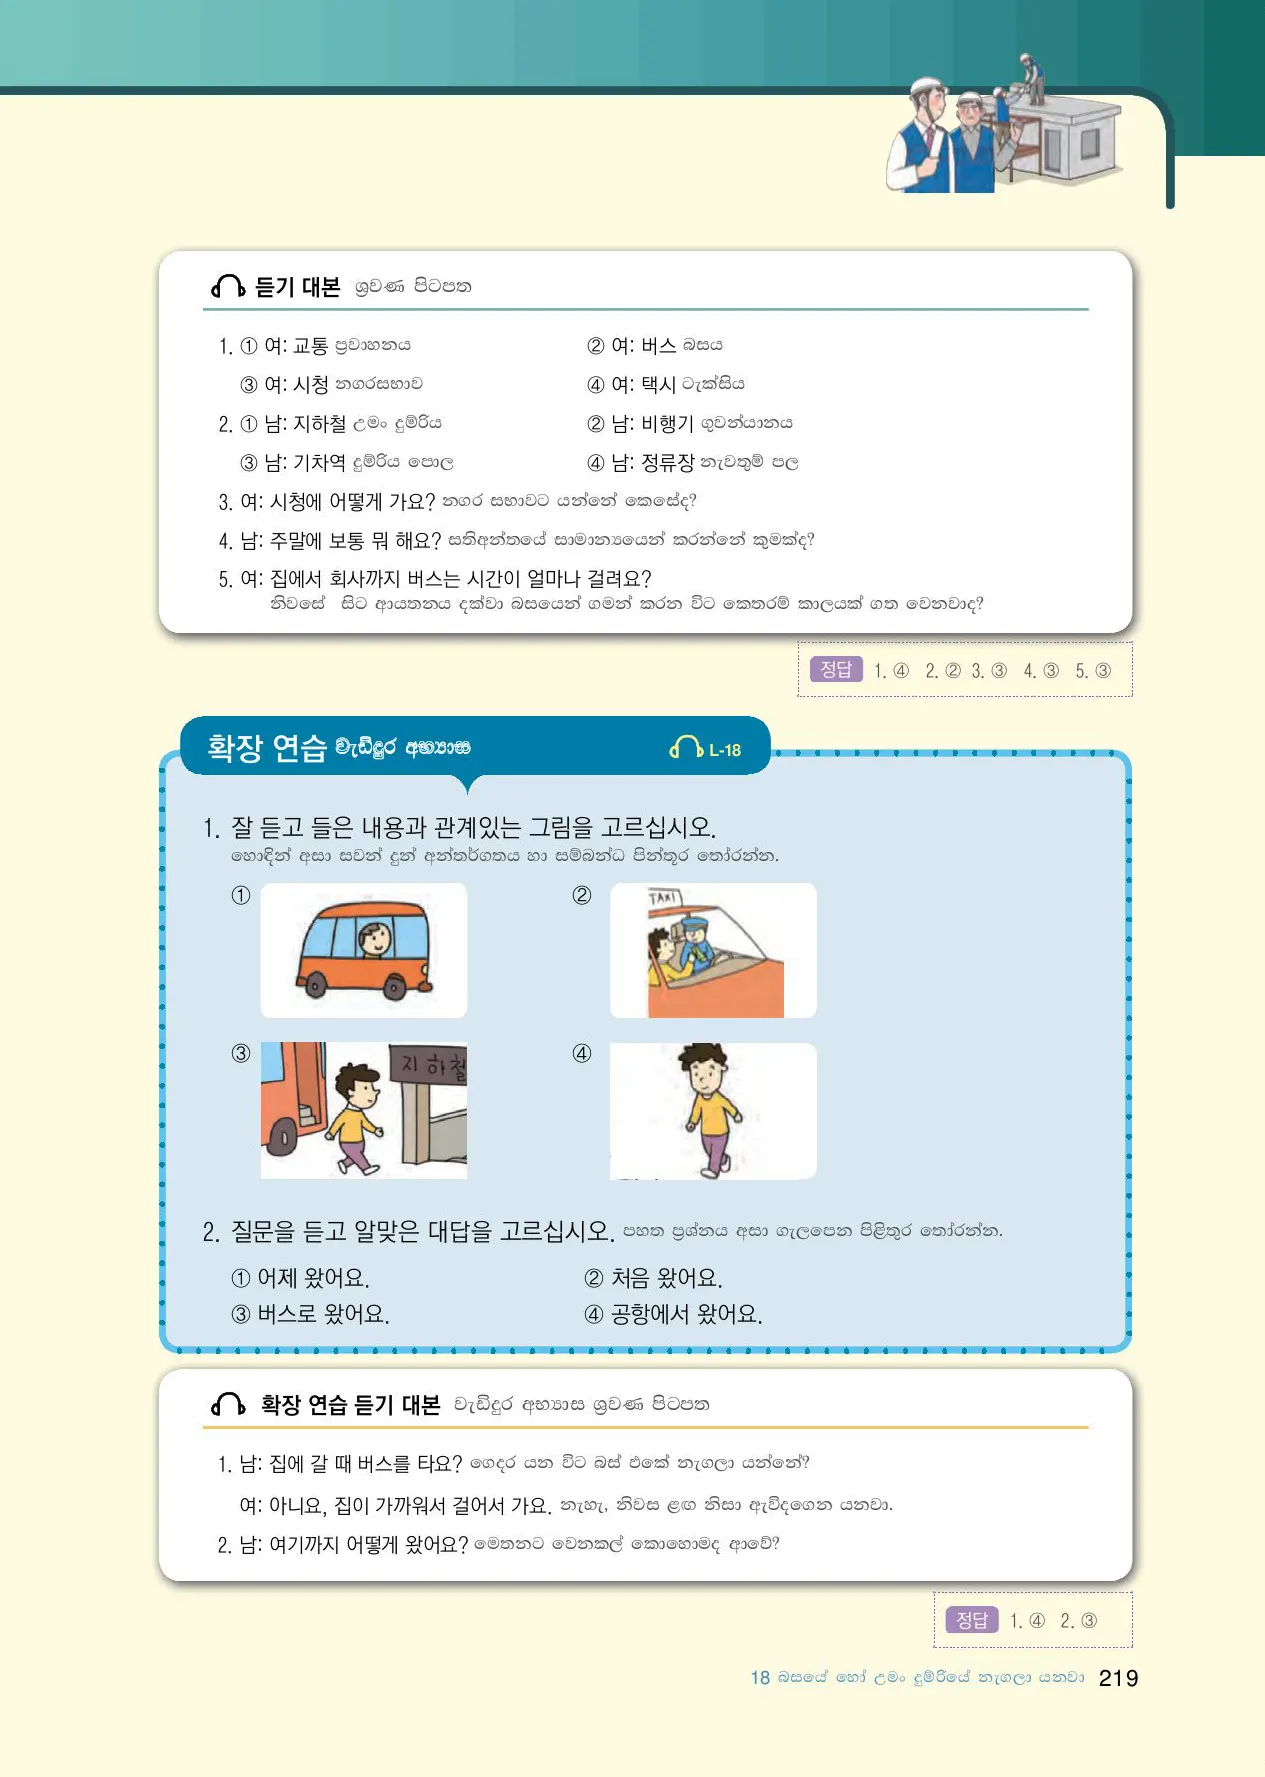 듣기 대본 ශ්‍රවණ පිටපත
1. ① 여: 교통 ප්‍රවාහනය ② 여: 버스 බසය
③ 여: 시청 නගරසභාව ④ 여: 택시 ටැක්සිය
2. ① 남: 지하철 උමං දුම්රිය ② 남: 비행기 ගුවන්යානය
③ 남: 기차역 දුම්රිය පොල ④ 남: 정류장 නැවතුම් පල
3. 여: 시청에 어떻게 가요? නගර සභාවට යන්නේ කෙසේද?
4. 남: 주말에 보통 뭐 해요? සතිඅන්තයේ සාමාන්‍යයෙන් කරන්නේ කුමක්ද?
5. 여: 집에서 회사까지 버스는 시간이 얼마나 걸려요?
නිවසේ සිට ආයතනය දක්වා බසයෙන් ගමන් කරන විට කෙතරම් කාලයක් ගත වෙනවාද?
정답 1. ④ 2. ② 3. ③ 4. ③ 5. ③
확장 연습 වැඩිදුර අභ්‍යාස L-18
1. 잘 듣고 들은 내용과 관계있는 그림을 고르십시오.
හොඳින් අසා සවන් දුන් අන්තර්ගතය හා සම්බන්ධ පින්තූර තෝරන්න.
① ②
TAXI
③ ④
지하철
2. 질문을 듣고 알맞은 대답을 고르십시오. පහත ප්‍රශ්නය අසා ගැලපෙන පිළිතුර තෝරන්න.
① 어제 왔어요. ② 처음 왔어요.
③ 버스로 왔어요. ④ 공항에서 왔어요.
확장 연습 듣기 대본 වැඩිදුර අභ්‍යාස ශ්‍රවණ පිටපත
1. 남: 집에 갈 때 버스를 타요? ගෙදර යන විට බස් එකේ නැගලා යන්නේ?
여: 아니요, 집이 가까워서 걸어서 가요. නැහැ, නිවස ළඟ නිසා ඇවිදගෙන යනවා.
2. 남: 여기까지 어떻게 왔어요? මෙතනට වෙනකල් කොහොමද ආවේ?
정답 1. ④ 2. ③
18 බසයේ හෝ උමං දුම්රියේ නැගලා යනවා 219